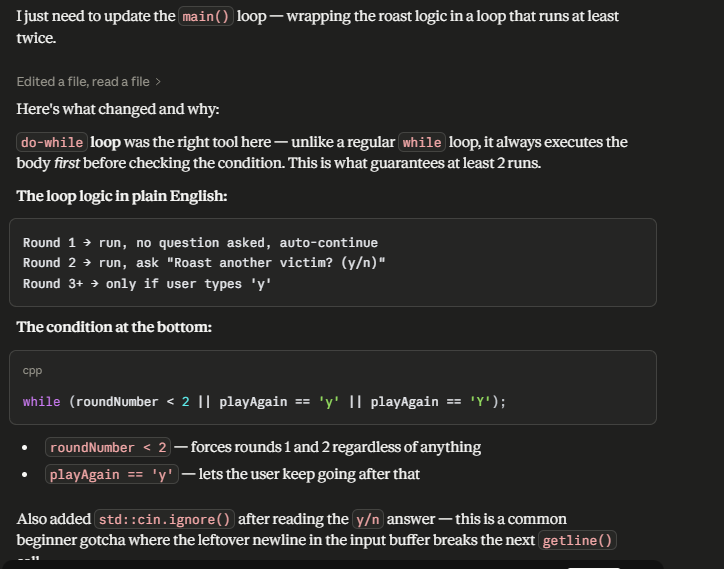 I just need to update the main() loop — wrapping the roast logic in a loop that runs at least
twice.
Edited a file, read a file >
Here's what changed and why:
do-while loop was the right tool here — unlike a regular while loop, it always executes the
body first before checking the condition. This is what guarantees at least 2 runs.
The loop logic in plain English:
Round 1 → run, no question asked, auto-continue
Round 2 → run, ask "Roast another victim? (y/n)"
Round 3+ → only if user types 'y'
The condition at the bottom:
cpp
while (roundNumber < 2 || playAgain == 'y' || playAgain == 'Y');
• roundNumber < 2 — forces rounds 1 and 2 regardless of anything
• playAgain == 'y' — lets the user keep going after that
Also added std::cin.ignore() after reading the y/n answer — this is a common
beginner gotcha where the leftover newline in the input buffer breaks the next getline()